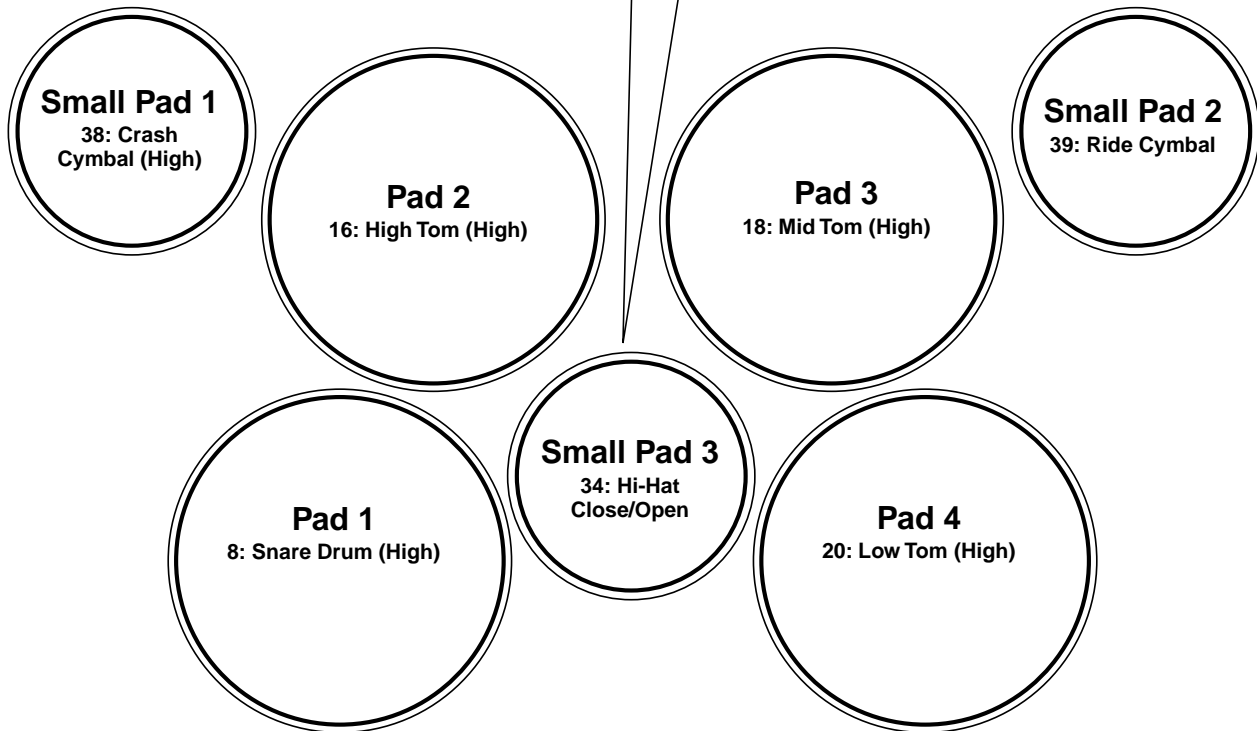 Small Pad 1
38: Crash
Cymbal (High)
Small Pad 2
39: Ride Cymbal
Pad 2
16: High Tom (High)
Pad 3
18: Mid Tom (High)
Small Pad 3
34: Hi-Hat
Close/Open
Pad 1
8: Snare Drum (High)
Pad 4
20: Low Tom (High)